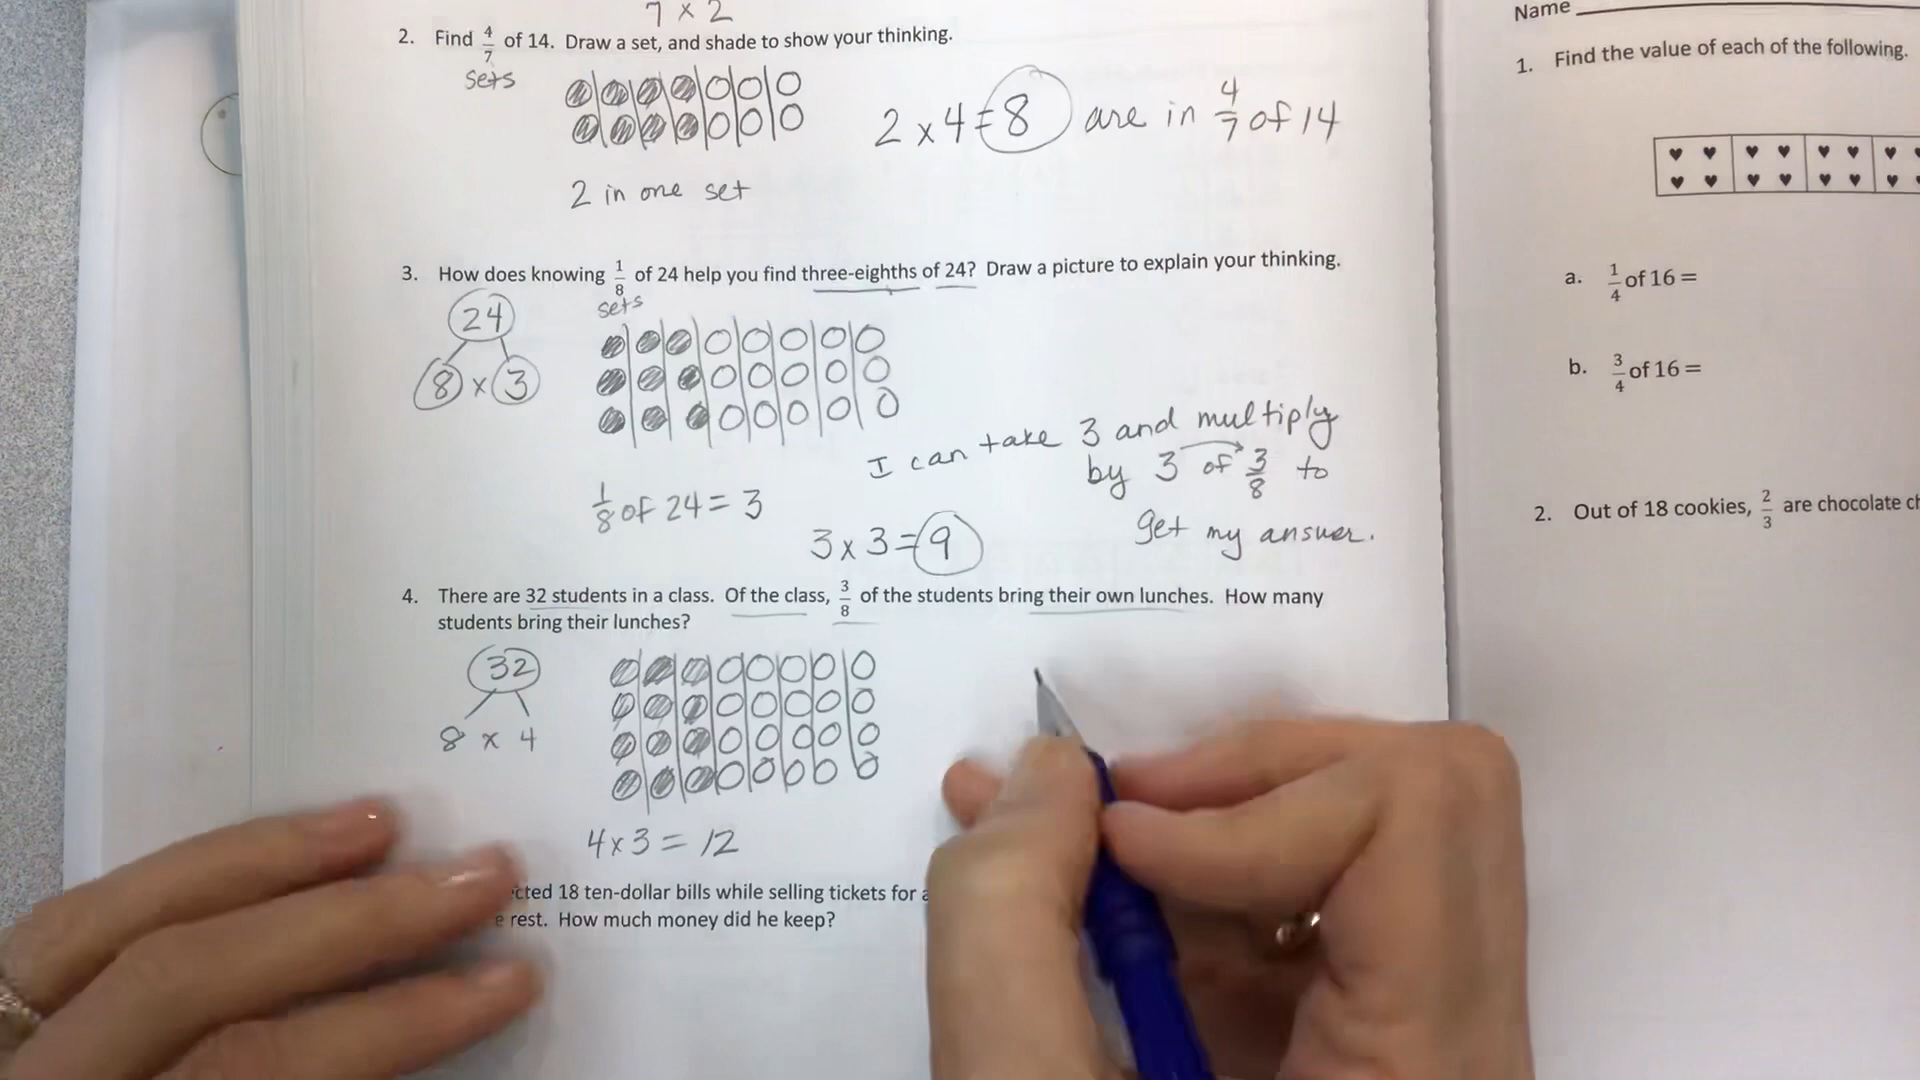 7 × 2
2. Find 4/7 of 14. Draw a set, and shade to show your thinking.
sets
2 × 4 = 8 are in 4/7 of 14
2 in one set
3. How does knowing 1/8 of 24 help you find three-eighths of 24? Draw a picture to explain your thinking.
sets
24
8 × 3
I can take 3 and multiply
by 3 of 3/8 to
get my answer.
1/8 of 24 = 3
3 × 3 = 9
4. There are 32 students in a class. Of the class, 3/8 of the students bring their own lunches. How many
students bring their lunches?
32
8 × 4
4 × 3 = 12
18 ten-dollar bills while selling tickets for
rest. How much money did he keep?
Name
1. Find the value of each of the following.
a. 1/4 of 16 =
b. 3/4 of 16 =
2. Out of 18 cookies, 2/3 are chocolate